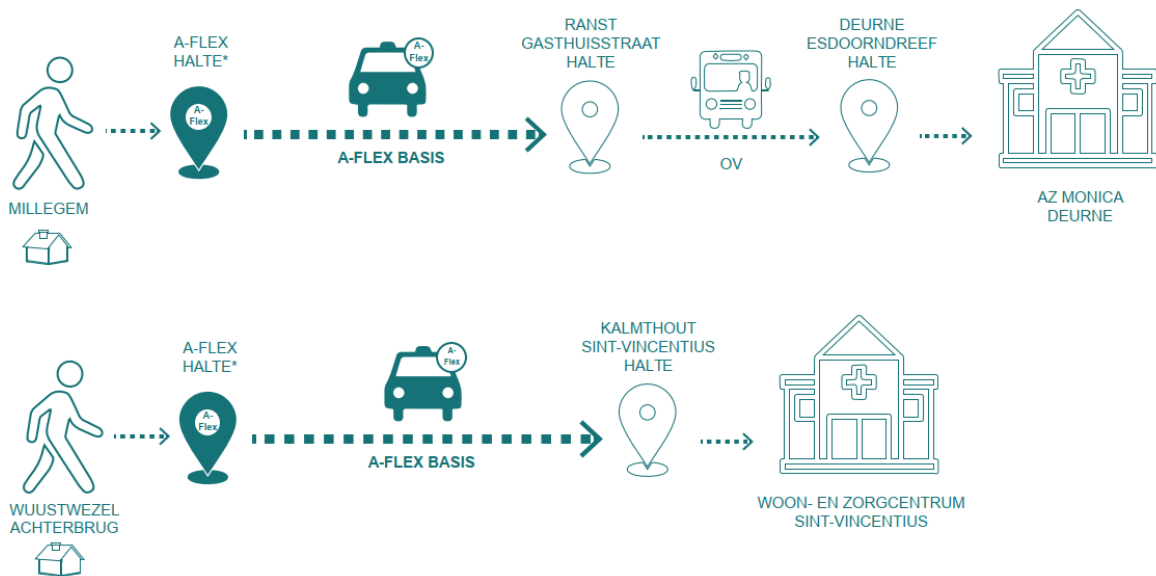 A-FLEX
HALTE*
A-
Flex
A-
Flex
A-FLEX BASIS
RANST
GASTHUISSTRAAT
HALTE
OV
DEURNE
ESDOORNDREEF
HALTE
MILLEGEM
AZ MONICA
DEURNE
A-FLEX
HALTE*
A-
Flex
A-
Flex
A-FLEX BASIS
KALMTHOUT
SINT-VINCENTIUS
HALTE
WUUSTWEZEL
ACHTERBRUG
WOON- EN ZORGCENTRUM
SINT-VINCENTIUS